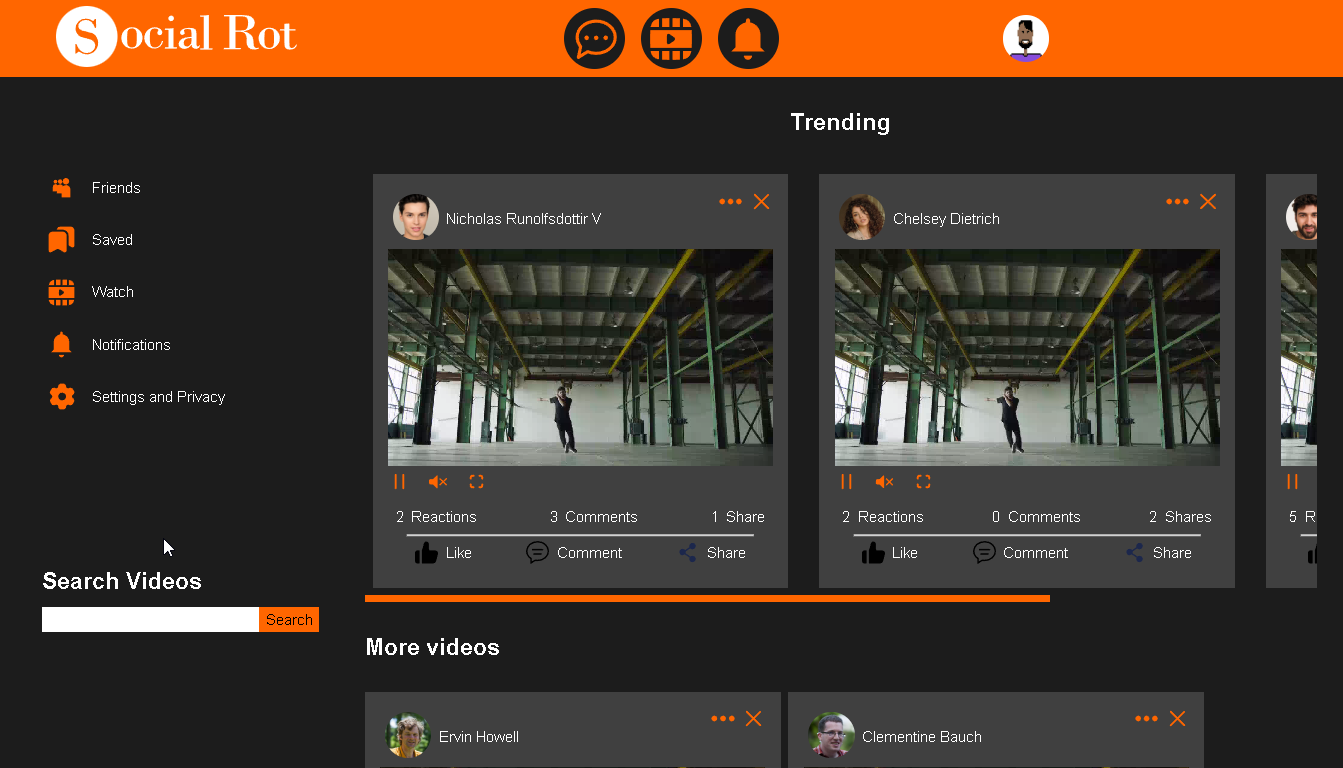 Social Rot
Trending
Friends
Saved
Watch
Notifications
Settings and Privacy
Search Videos
Search
Nicholas Runolfsdottir V
2 Reactions 3 Comments 1 Share
Like Comment Share
Chelsey Dietrich
2 Reactions 0 Comments 2 Shares
Like Comment Share
5 R
More videos
Ervin Howell
Clementine Bauch